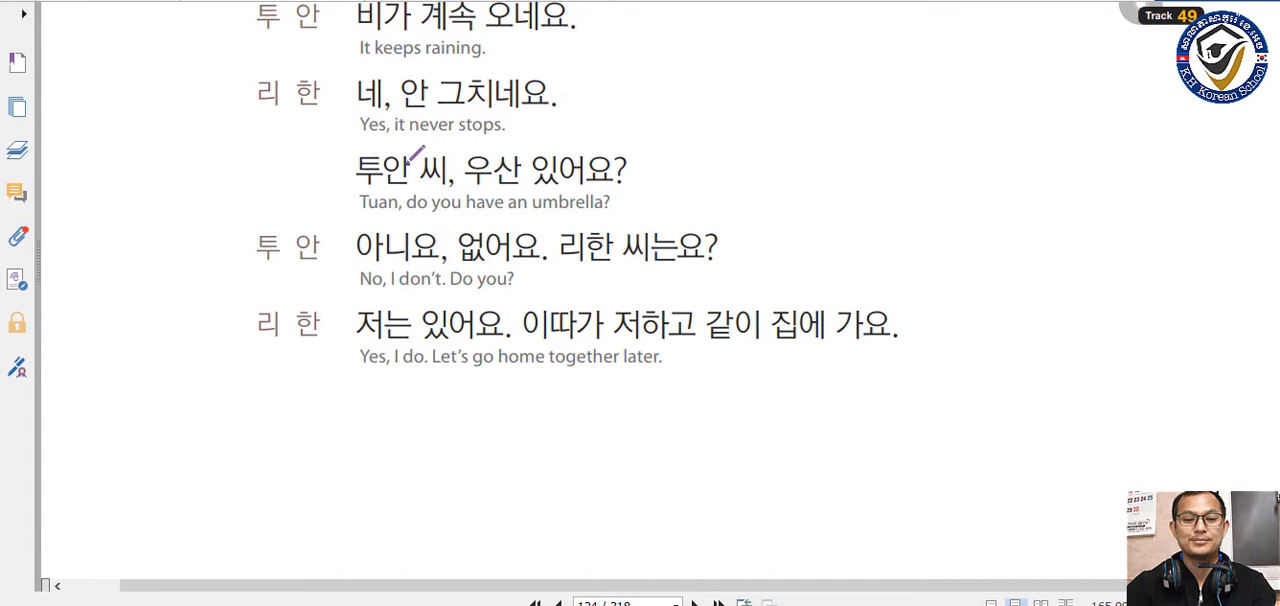 Track 49
투 안 비가 계속 오네요.
It keeps raining.
리 한 네, 안 그치네요.
Yes, it never stops.
투안 씨, 우산 있어요?
Tuan, do you have an umbrella?
투 안 아니요, 없어요. 리한 씨는요?
No, I don't. Do you?
리 한 저는 있어요. 이따가 저하고 같이 집에 가요.
Yes, I do. Let's go home together later.
K.H Korean School